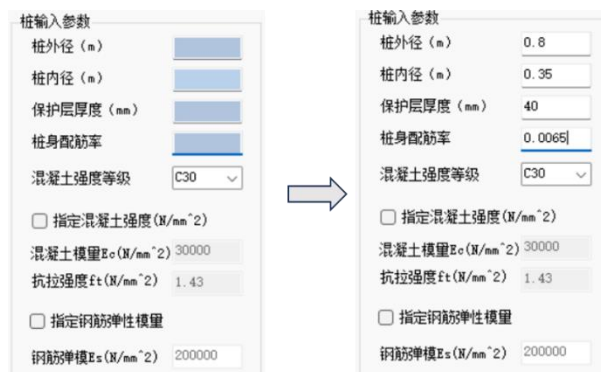 桩输入参数
桩外径（m）
桩内径（m）
保护层厚度（mm）
桩身配筋率
混凝土强度等级 C30
指定混凝土强度(N/mm^2)
混凝土模量Ec(N/mm^2) 30000
抗拉强度ft(N/mm^2) 1.43
指定钢筋弹性模量
钢筋弹模Es(N/mm^2) 200000
桩输入参数
桩外径（m） 0.8
桩内径（m） 0.35
保护层厚度（mm） 40
桩身配筋率 0.0065
混凝土强度等级 C30
指定混凝土强度(N/mm^2)
混凝土模量Ec(N/mm^2) 30000
抗拉强度ft(N/mm^2) 1.43
指定钢筋弹性模量
钢筋弹模Es(N/mm^2) 200000